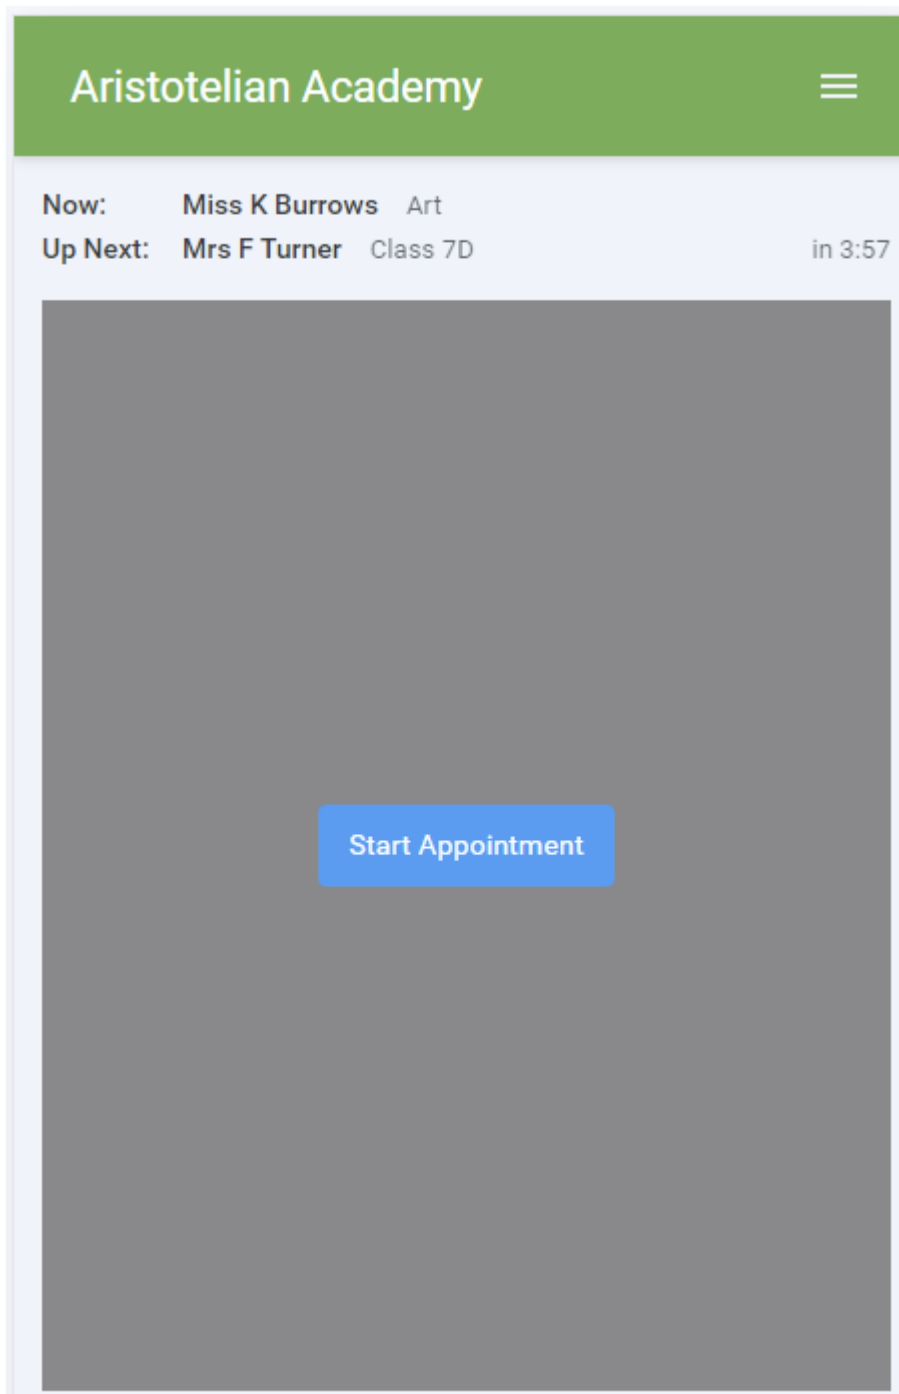 Aristotelian Academy
Now: Miss K Burrows Art
Up Next: Mrs F Turner Class 7D in 3:57
Start Appointment